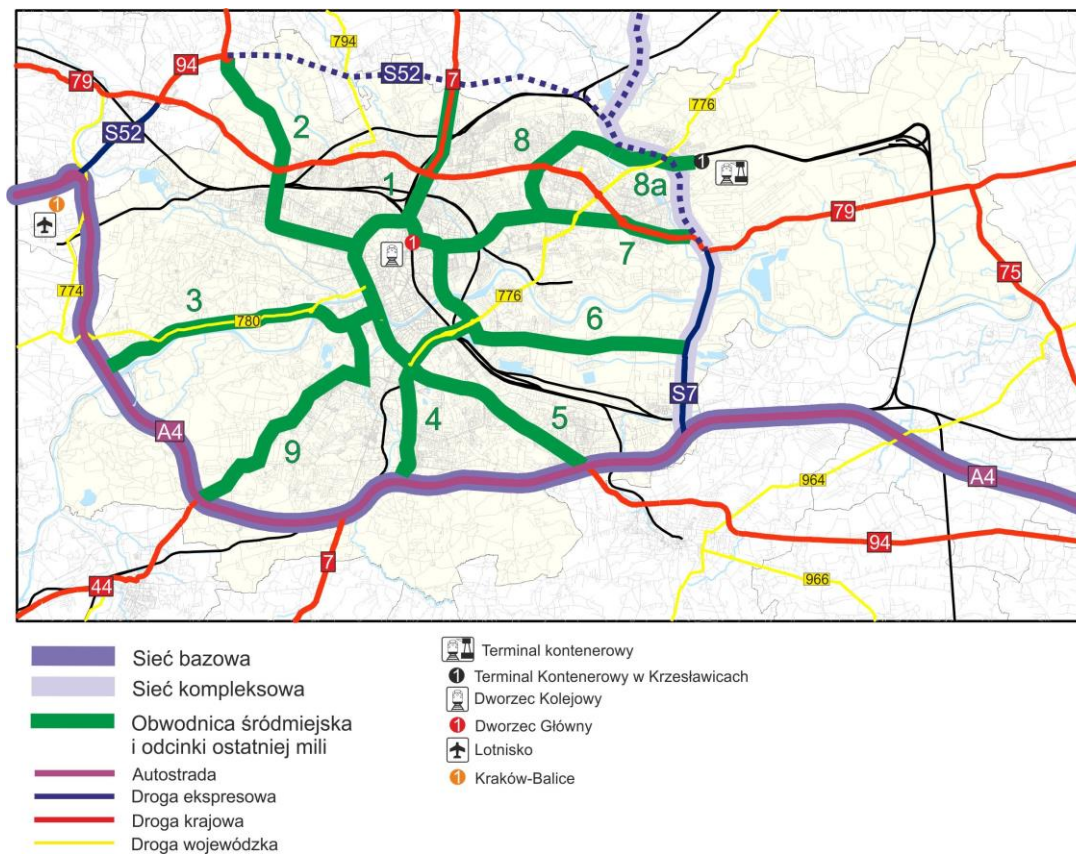 794
94
S52
7
79
776
S52
2
8
1
1
8a
1
79
7
75
774
3
776
780
6
S7
4
5
A4
9
964
A4
94
7
44
966
Sieć bazowa
Sieć kompleksowa
Obwodnica śródmiejska
i odcinki ostatniej mili
Autostrada
Droga ekspresowa
Droga krajowa
Droga wojewódzka
Terminal kontenerowy
1 Terminal Kontenerowy w Krzesławicach
Dworzec Kolejowy
1 Dworzec Główny
Lotnisko
1 Kraków-Balice